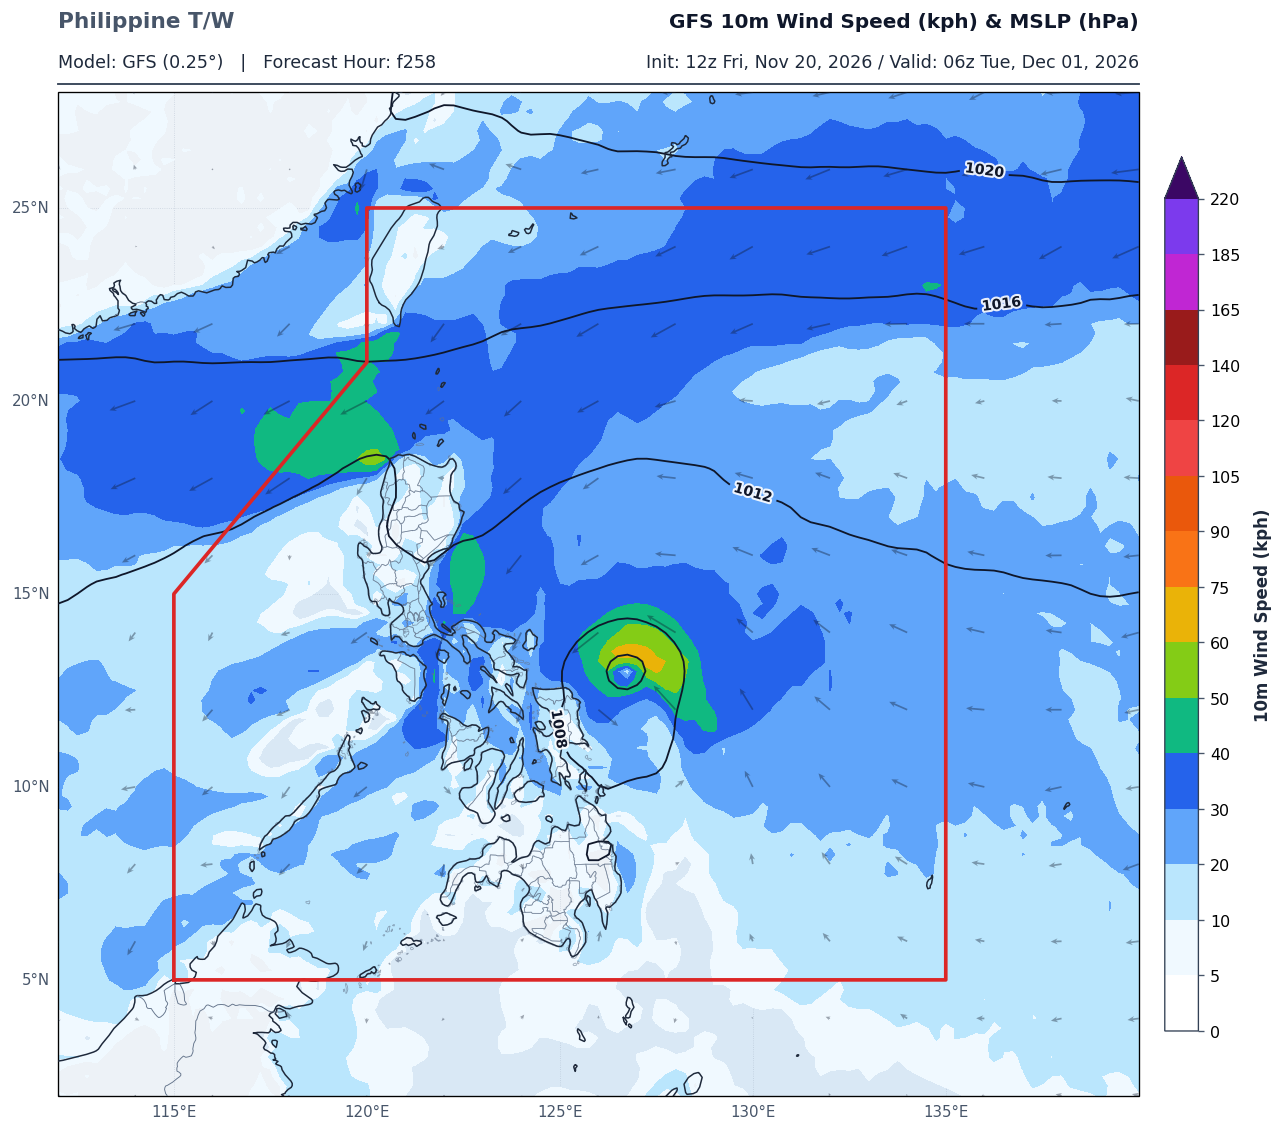 Philippine T/W
GFS 10m Wind Speed (kph) & MSLP (hPa)
Model: GFS (0.25°)   |   Forecast Hour: f258
Init: 12z Fri, Nov 20, 2026 / Valid: 06z Tue, Dec 01, 2026
1020
1016
1012
1008
25°N
20°N
15°N
10°N
5°N
115°E
120°E
125°E
130°E
135°E
220
185
165
140
120
105
90
75
60
50
40
30
20
10
5
0
10m Wind Speed (kph)